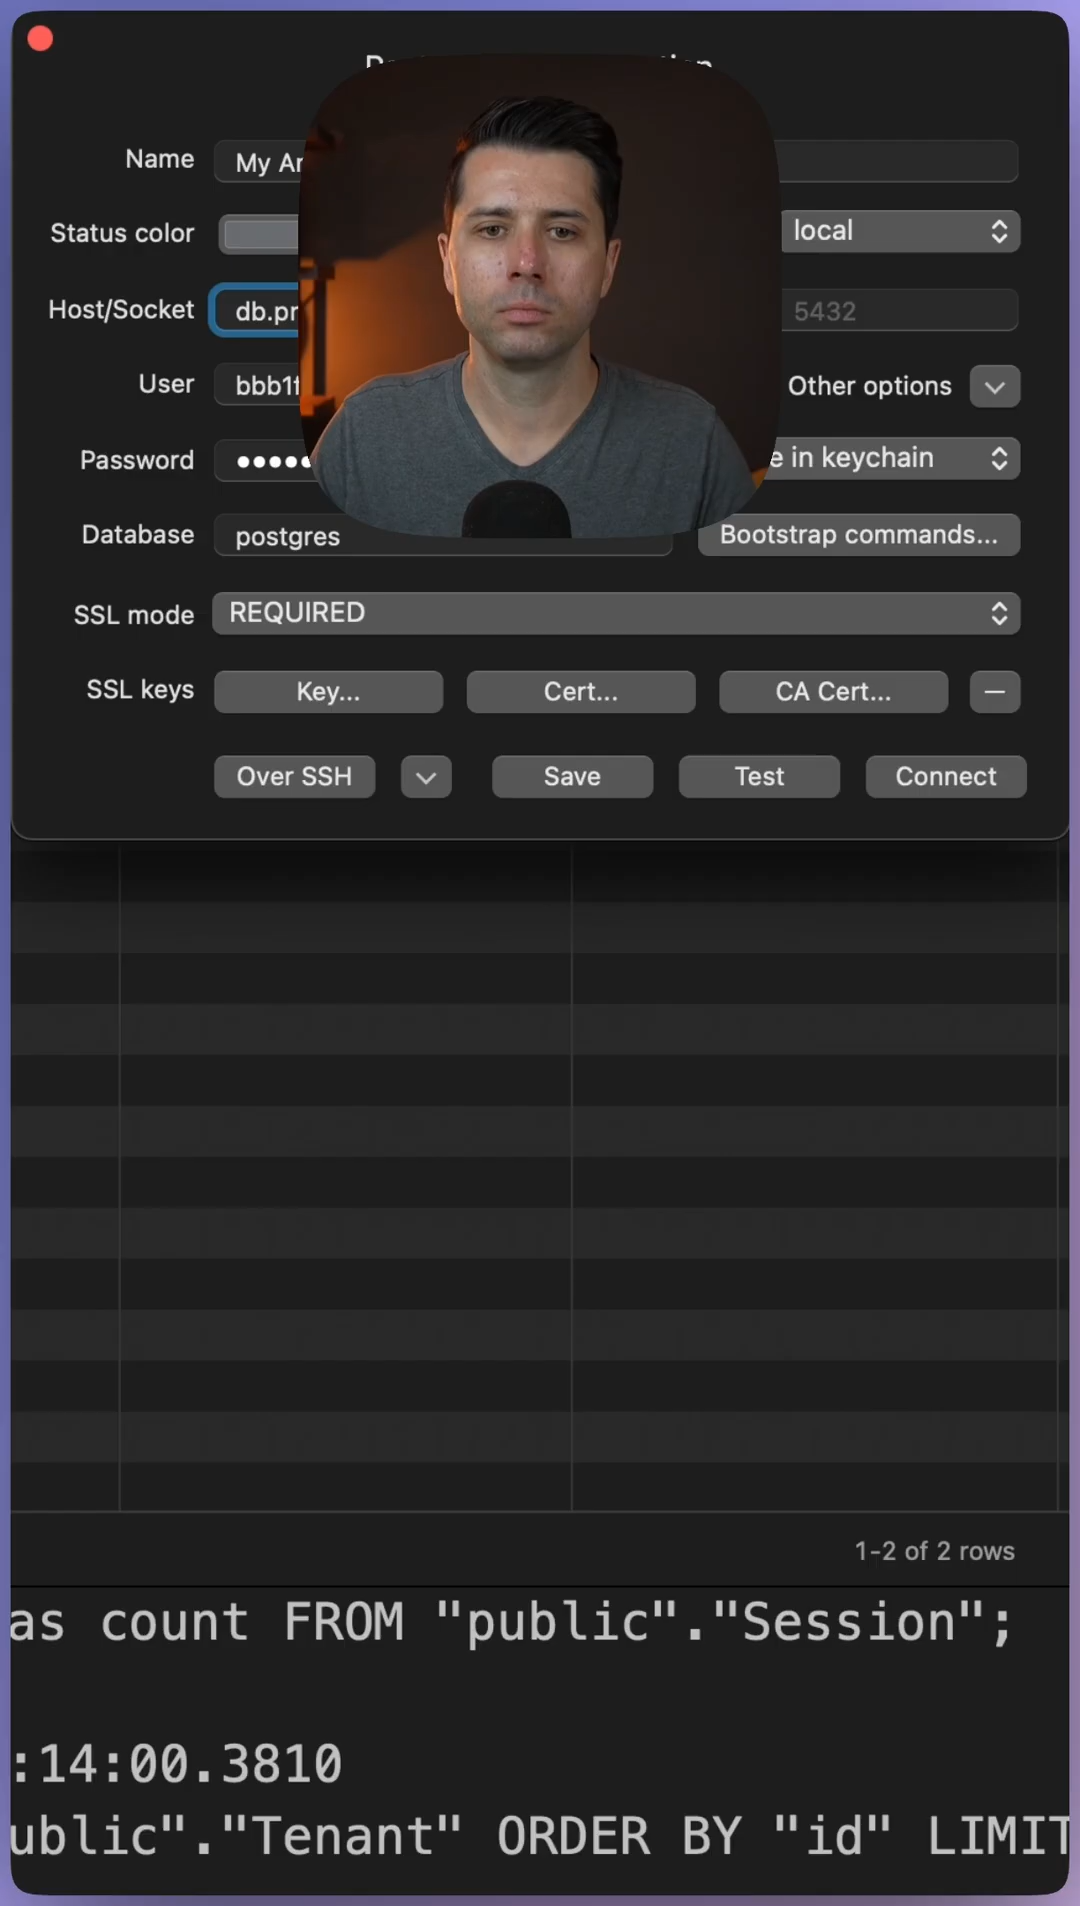 Name My Ar
Status color local
Host/Socket db.pr 5432
User bbb1f Other options
Password in keychain
Database postgres Bootstrap commands...
SSL mode REQUIRED
SSL keys Key... Cert... CA Cert...
Over SSH Save Test Connect
1-2 of 2 rows
as count FROM "public"."Session";
:14:00.3810
ublic"."Tenant" ORDER BY "id" LIMIT